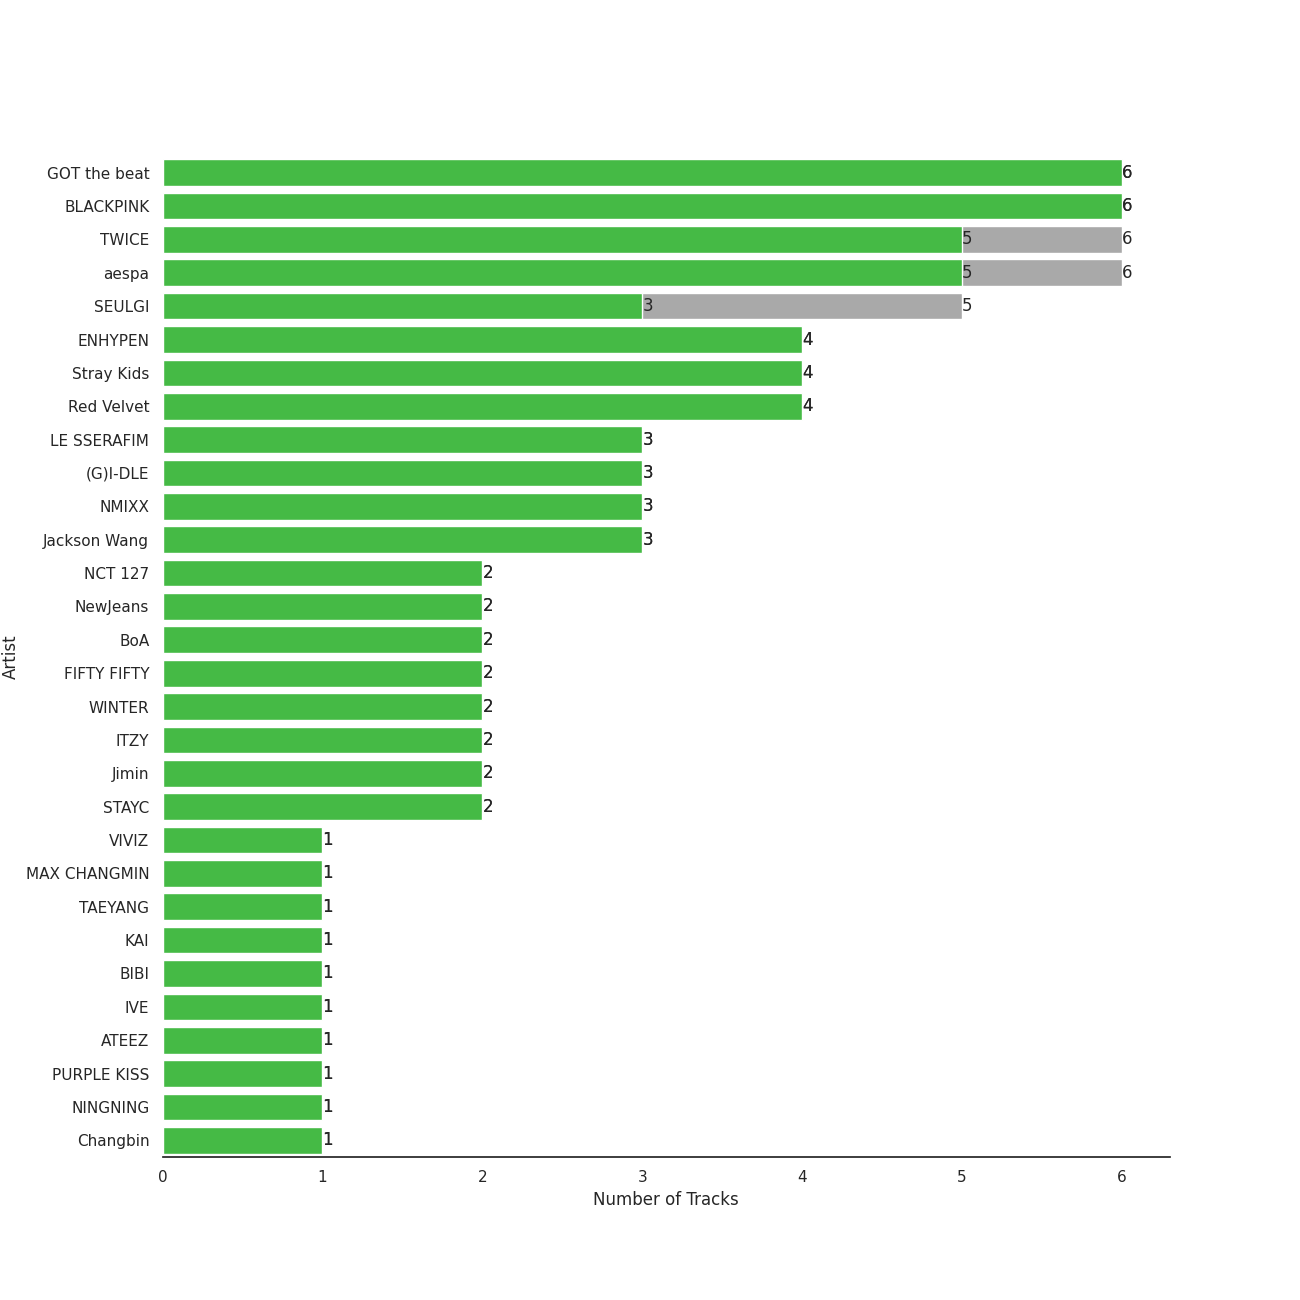 GOT the beat 6
BLACKPINK 6
TWICE 5 6
aespa 5 6
SEULGI 3 5
ENHYPEN 4
Stray Kids 4
Red Velvet 4
LE SSERAFIM 3
(G)I-DLE 3
NMIXX 3
Jackson Wang 3
NCT 127 2
NewJeans 2
BoA 2
FIFTY FIFTY 2
WINTER 2
ITZY 2
Jimin 2
STAYC 2
VIVIZ 1
MAX CHANGMIN 1
TAEYANG 1
KAI 1
BIBI 1
IVE 1
ATEEZ 1
PURPLE KISS 1
NINGNING 1
Changbin 1
0 1 2 3 4 5 6
Number of Tracks
Artist